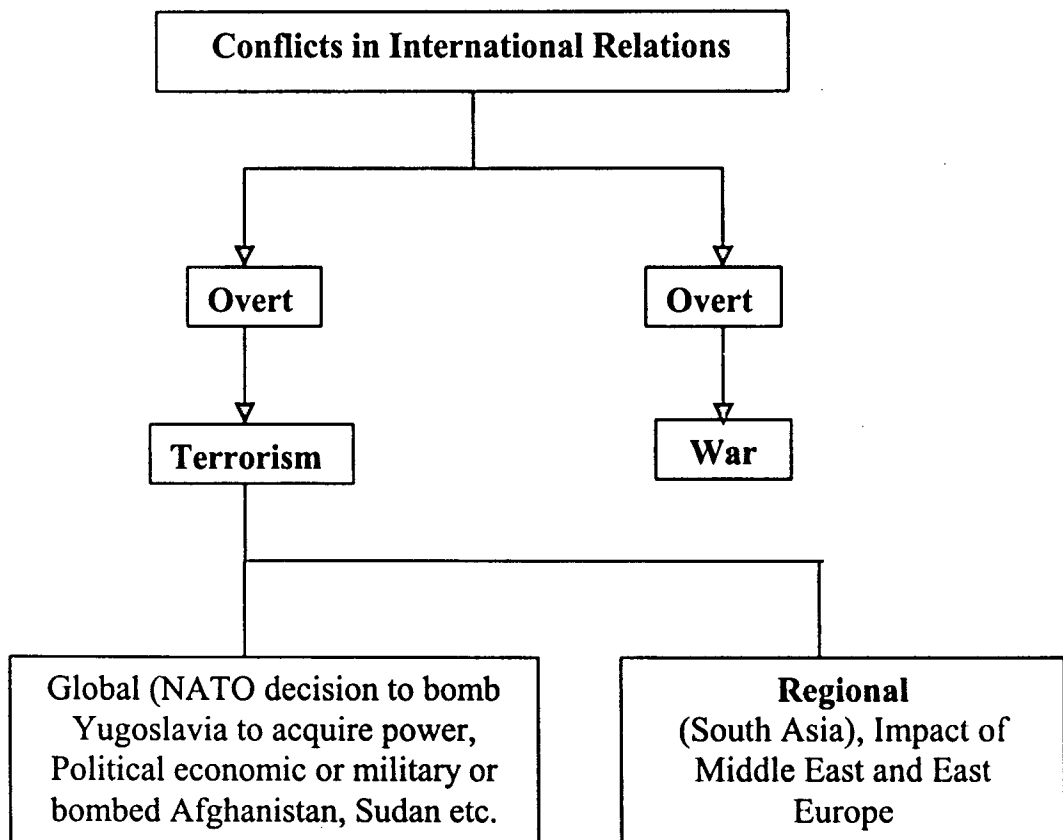 Conflicts in International Relations
Overt
Overt
Terrorism
War
Global (NATO decision to bomb
Yugoslavia to acquire power,
Political economic or military or
bombed Afghanistan, Sudan etc.
Regional
(South Asia), Impact of
Middle East and East
Europe